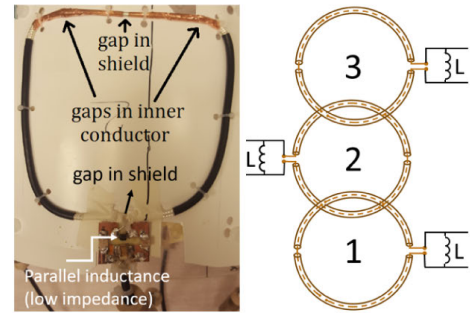 gap in
shield
gaps in inner
conductor
gap in shield
Parallel inductance
(low impedance)
3
L
L
2
1
L